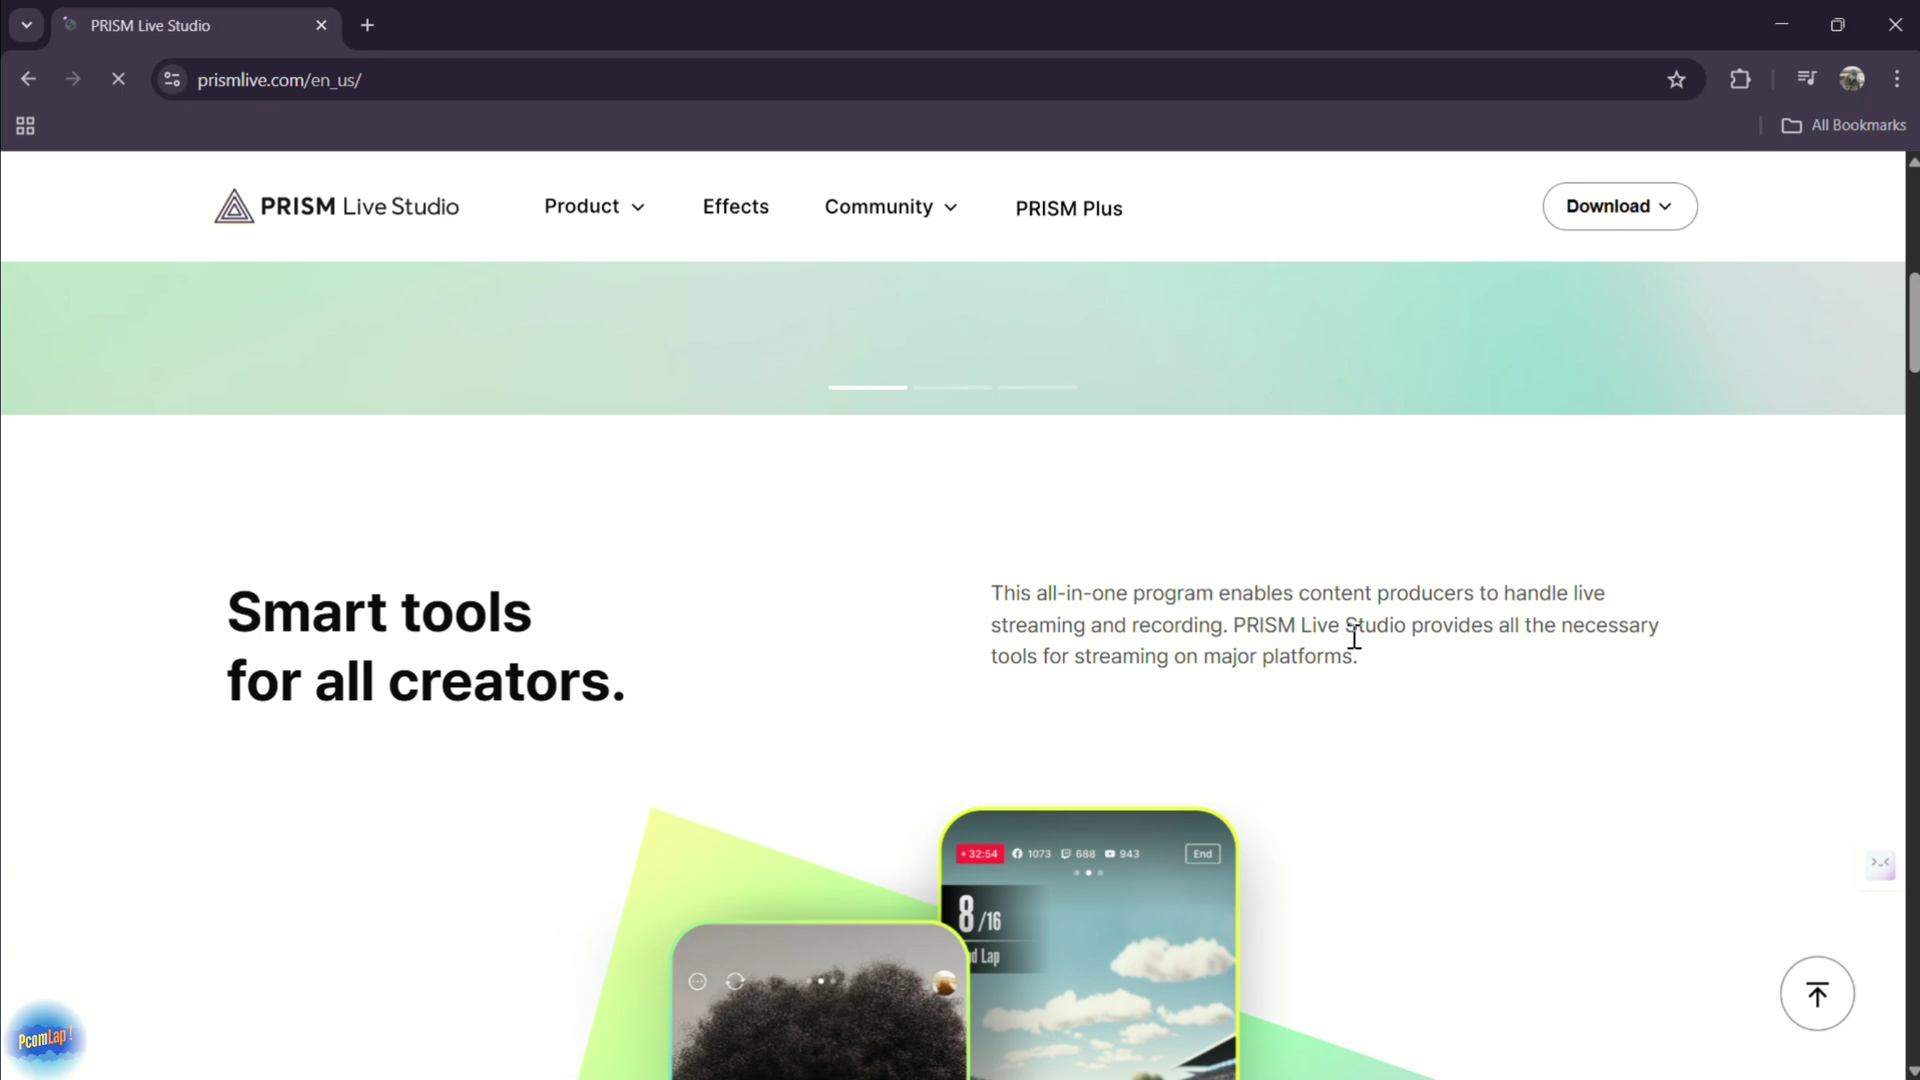 PRISM Live Studio
prismlive.com/en_us/
All Bookmarks
PRISM Live Studio
Product
Effects
Community
PRISM Plus
Download
Smart tools
for all creators.
This all-in-one program enables content producers to handle live
streaming and recording. PRISM Live Studio provides all the necessary
tools for streaming on major platforms.
32:54 1073 688 943 End
8/16
d Lap
PcomLap!